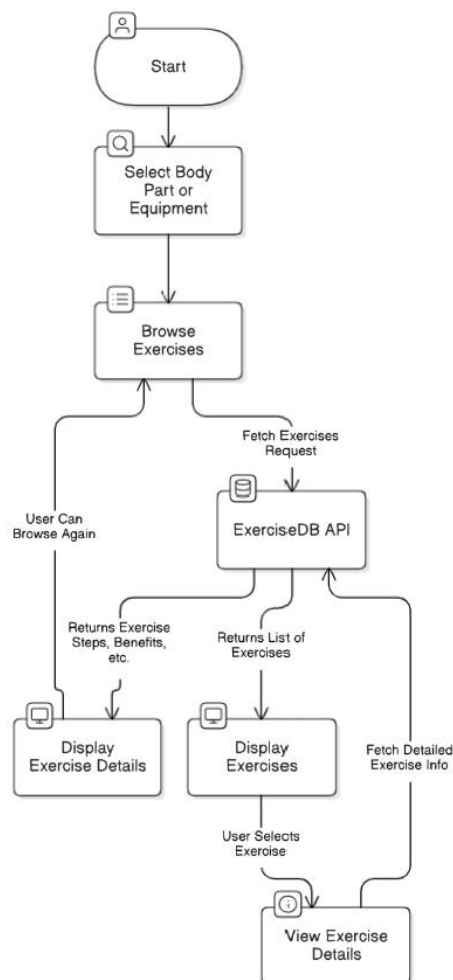 Start
Select Body
Part or
Equipment
Browse
Exercises
Fetch Exercises
Request
ExerciseDB API
User Can
Browse Again
Returns Exercise
Steps, Benefits,
etc.
Returns List of
Exercises
Display
Exercise Details
Display
Exercises
Fetch Detailed
Exercise Info
User Selects
Exercise
View Exercise
Details